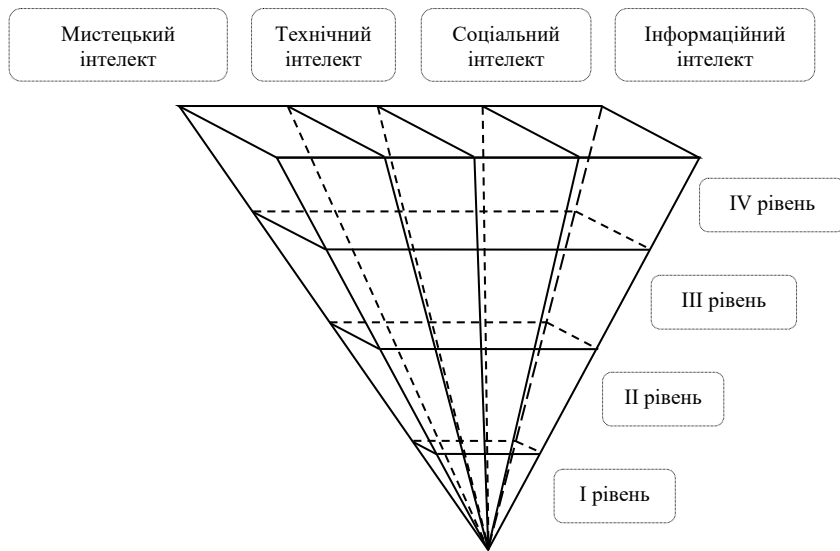 Мистецький
інтелект
Технічний
інтелект
Соціальний
інтелект
Інформаційний
інтелект
IV рівень
III рівень
II рівень
I рівень